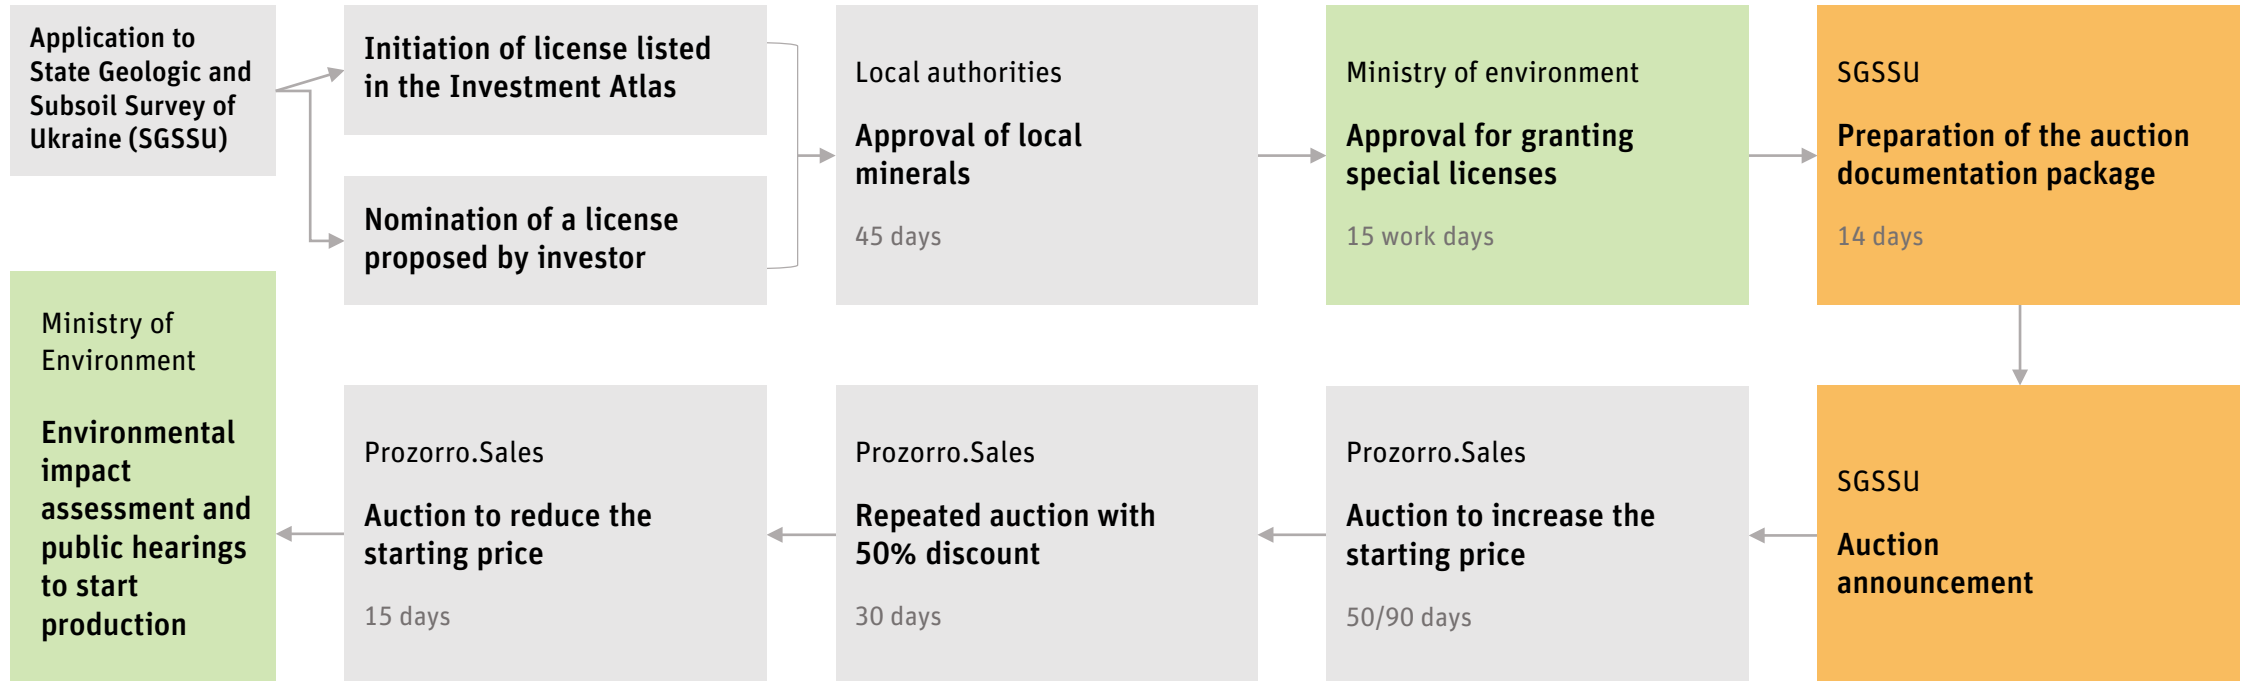 Application to
State Geologic and
Subsoil Survey of
Ukraine (SGSSU)
Initiation of license listed
in the Investment Atlas
Nomination of a license
proposed by investor
Local authorities
Approval of local
minerals
45 days
Ministry of environment
Approval for granting
special licenses
15 work days
SGSSU
Preparation of the auction
documentation package
14 days
SGSSU
Auction
announcement
Prozorro.Sales
Auction to increase the
starting price
50/90 days
Prozorro.Sales
Repeated auction with
50% discount
30 days
Prozorro.Sales
Auction to reduce the
starting price
15 days
Ministry of
Environment
Environmental
impact
assessment and
public hearings
to start
production